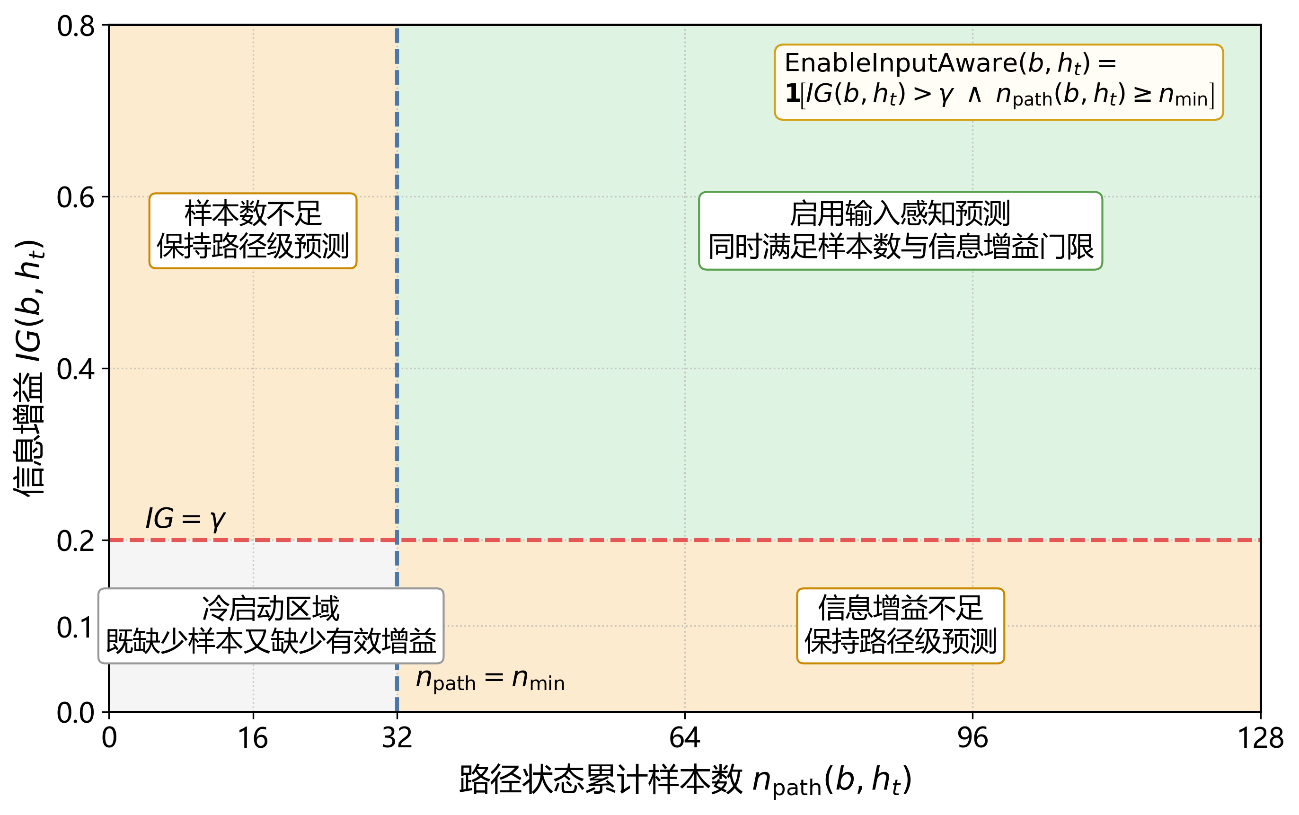 0.8
0.6
0.4
0.2
0.1
0.0
信息增益 IG(b, hₜ)
EnableInputAware(b, hₜ) =
1[IG(b, hₜ) > γ ∧ n_path(b, hₜ) ≥ n_min]
样本数不足
保持路径级预测
启用输入感知预测
同时满足样本数与信息增益门限
IG = γ
冷启动区域
既缺少样本又缺少有效增益
信息增益不足
保持路径级预测
n_path = n_min
0 16 32 64 96 128
路径状态累计样本数 n_path(b, hₜ)